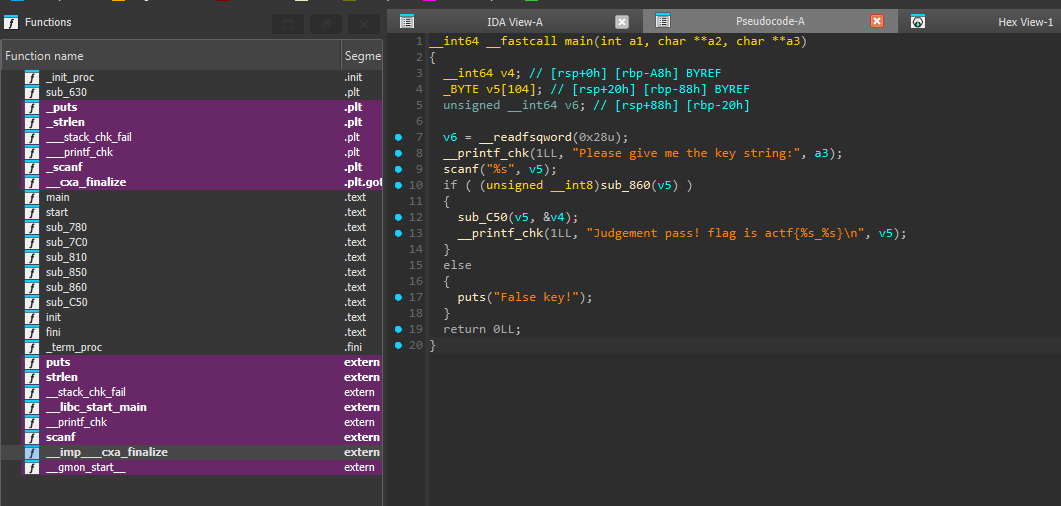 Functions
Function name Segme
_init_proc .init
sub_630 .plt
_puts .plt
_strlen .plt
___stack_chk_fail .plt
___printf_chk .plt
_scanf .plt
__cxa_finalize .plt.got
main .text
start .text
sub_780 .text
sub_7C0 .text
sub_810 .text
sub_850 .text
sub_860 .text
sub_C50 .text
init .text
fini .text
_term_proc .fini
puts extern
strlen extern
__stack_chk_fail extern
__libc_start_main extern
__printf_chk extern
scanf extern
__imp___cxa_finalize extern
__gmon_start__ extern
IDA View-A Pseudocode-A Hex View-1
1 __int64 __fastcall main(int a1, char **a2, char **a3)
2 {
3 __int64 v4; // [rsp+0h] [rbp-A8h] BYREF
4 _BYTE v5[104]; // [rsp+20h] [rbp-88h] BYREF
5 unsigned __int64 v6; // [rsp+88h] [rbp-20h]
6
7 v6 = __readfsqword(0x28u);
8 __printf_chk(1LL, "Please give me the key string:", a3);
9 scanf("%s", v5);
10 if ( (unsigned __int8)sub_860(v5) )
11 {
12 sub_C50(v5, &v4);
13 __printf_chk(1LL, "Judgement pass! flag is actf{%s_%s}\n", v5);
14 }
15 else
16 {
17 puts("False key!");
18 }
19 return 0LL;
20 }